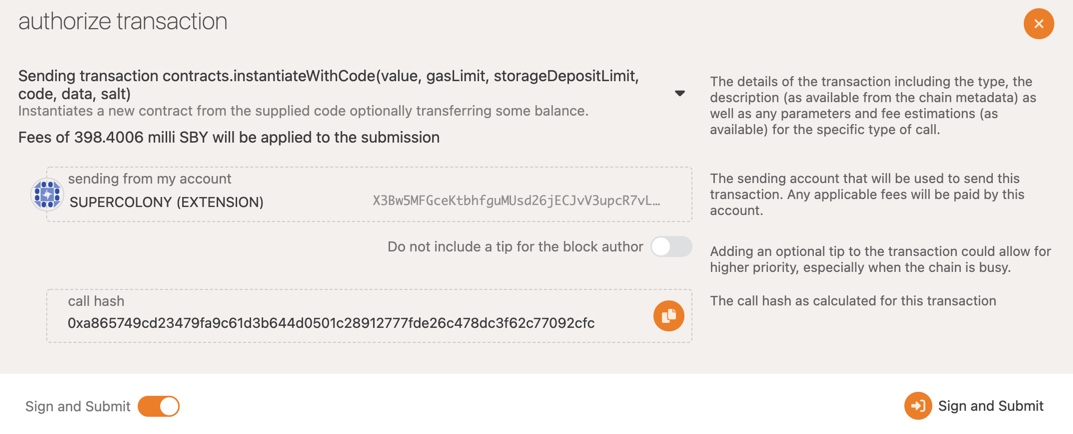 authorize transaction
Sending transaction contracts.instantiateWithCode(value, gasLimit, storageDepositLimit,
code, data, salt)
Instantiates a new contract from the supplied code optionally transferring some balance.
Fees of 398.4006 milli SBY will be applied to the submission
The details of the transaction including the type, the
description (as available from the chain metadata) as
well as any parameters and fee estimations (as
available) for the specific type of call.
sending from my account
SUPERCOLONY (EXTENSION)
X3Bw5MFGceKtbhfguMUsd26jECJvV3upcR7vL…
The sending account that will be used to send this
transaction. Any applicable fees will be paid by this
account.
Do not include a tip for the block author
Adding an optional tip to the transaction could allow for
higher priority, especially when the chain is busy.
call hash
0xa865749cd23479fa9c61d3b644d0501c28912777fde26c478dc3f62c77092cfc
The call hash as calculated for this transaction
Sign and Submit
Sign and Submit